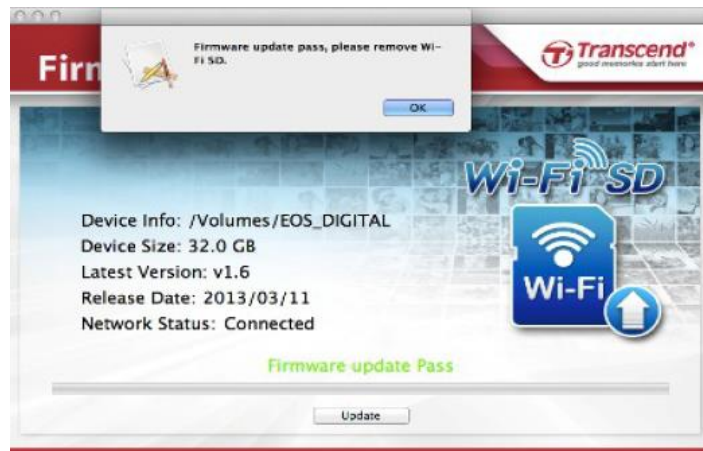 Firmware update pass, please remove Wi-
Fi SD.
OK
Firm
Transcend®
good memories start here
Wi-Fi SD
Device Info: /Volumes/EOS_DIGITAL
Device Size: 32.0 GB
Latest Version: v1.6
Release Date: 2013/03/11
Network Status: Connected
Wi-Fi
Firmware update Pass
Update